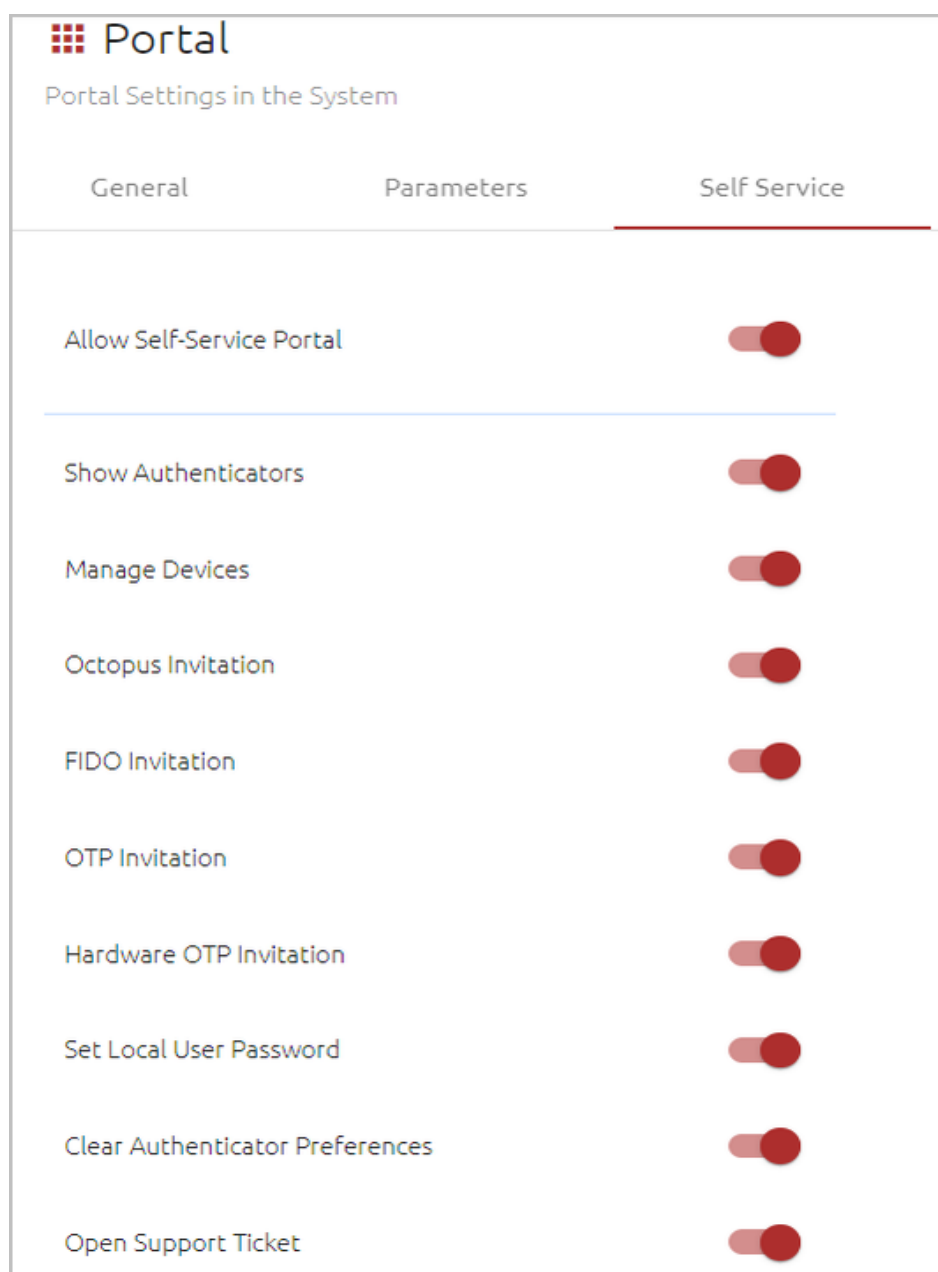 Portal
Portal Settings in the System
General Parameters Self Service
Allow Self-Service Portal
Show Authenticators
Manage Devices
Octopus Invitation
FIDO Invitation
OTP Invitation
Hardware OTP Invitation
Set Local User Password
Clear Authenticator Preferences
Open Support Ticket